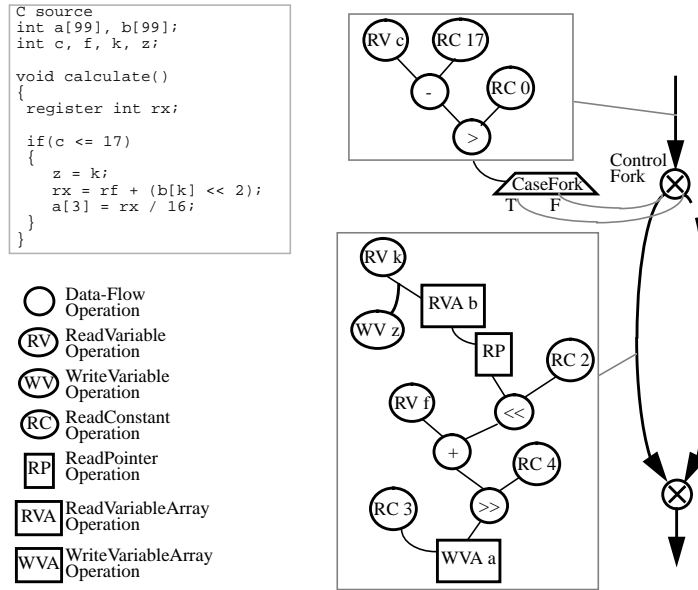 C source
int a[99], b[99];
int c, f, k, z;
void calculate()
{
register int rx;
if(c <= 17)
{
z = k;
rx = rf + (b[k] << 2);
a[3] = rx / 16;
}
}
RV c
RC 17
-
RC 0
>
CaseFork
T
F
Control
Fork
RV k
RVA b
WV z
RP
RC 2
RV f
<<
+
RC 4
>>
RC 3
WVA a
Data-Flow
Operation
RV
ReadVariable
Operation
WV
WriteVariable
Operation
RC
ReadConstant
Operation
RP
ReadPointer
Operation
RVA
ReadVariableArray
Operation
WVA
WriteVariableArray
Operation